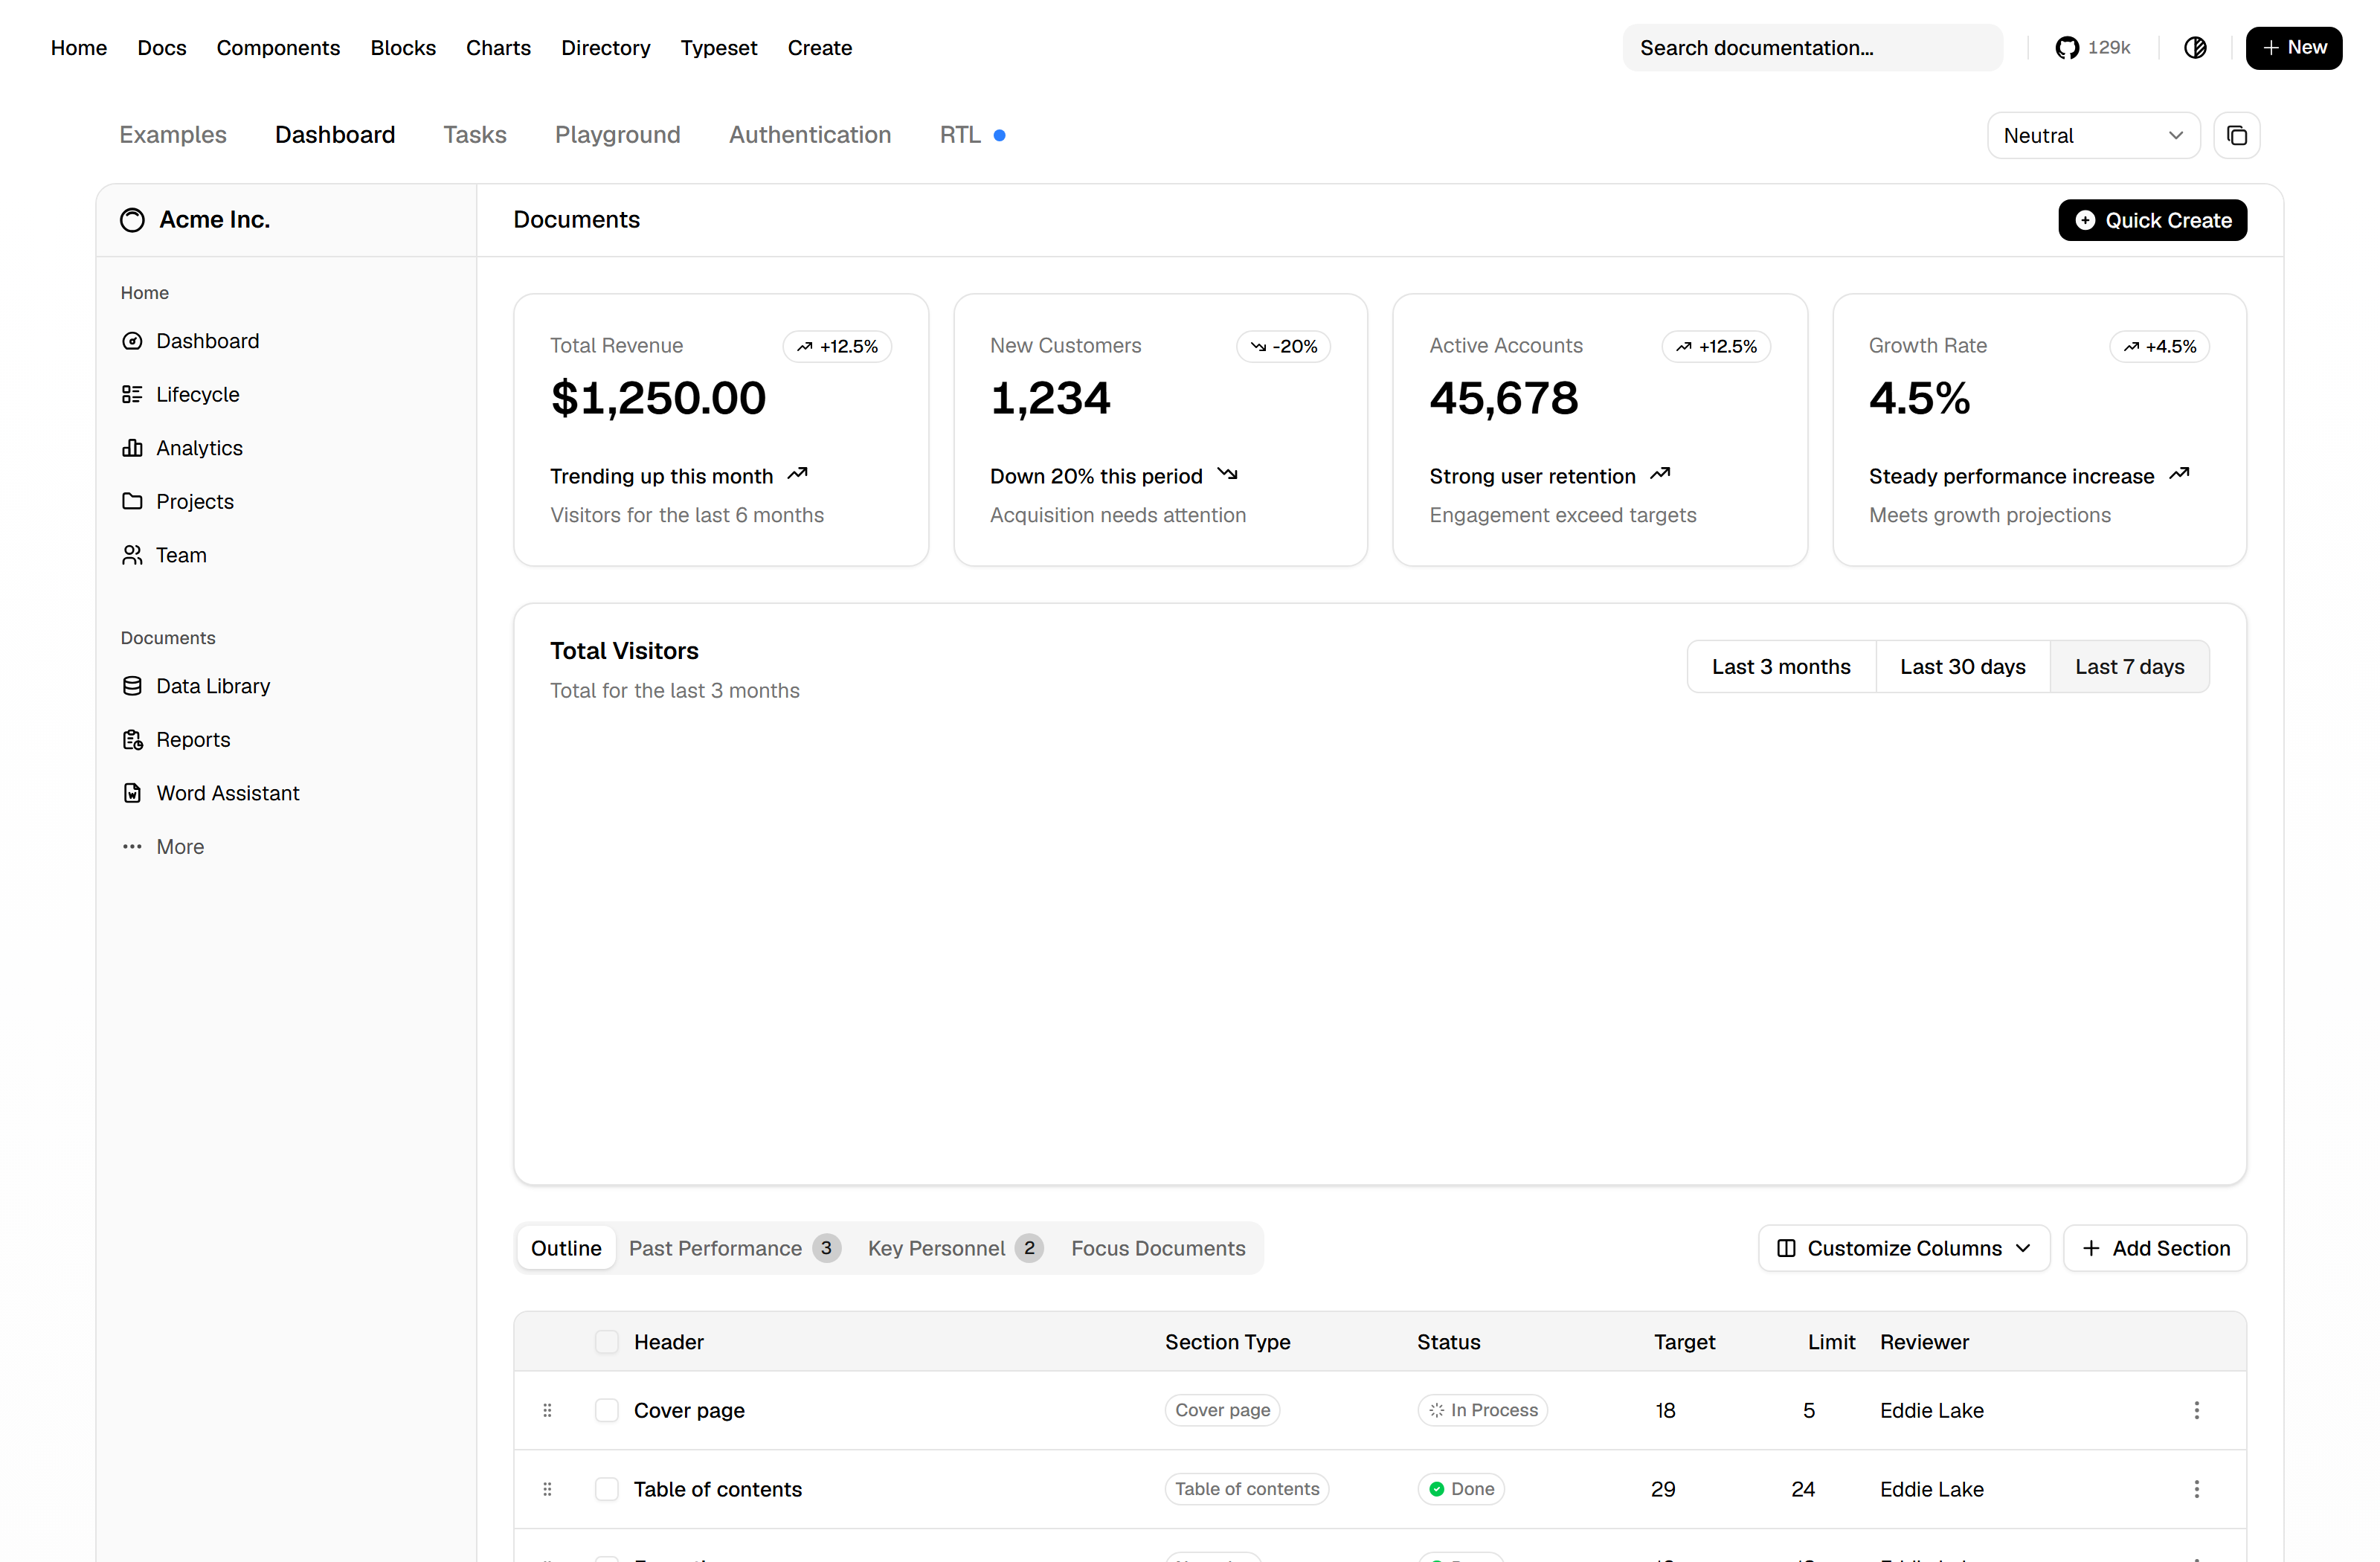 Home Docs Components Blocks Charts Directory Typeset Create Search documentation... 129k New
Examples Dashboard Tasks Playground Authentication RTL Neutral
Acme Inc.
Home
Dashboard
Lifecycle
Analytics
Projects
Team
Documents
Data Library
Reports
Word Assistant
More
Documents Quick Create
Total Revenue +12.5%
$1,250.00
Trending up this month
Visitors for the last 6 months
New Customers -20%
1,234
Down 20% this period
Acquisition needs attention
Active Accounts +12.5%
45,678
Strong user retention
Engagement exceed targets
Growth Rate +4.5%
4.5%
Steady performance increase
Meets growth projections
Total Visitors
Total for the last 3 months
Last 3 months Last 30 days Last 7 days
Outline Past Performance 3 Key Personnel 2 Focus Documents Customize Columns Add Section
Header Section Type Status Target Limit Reviewer
Cover page Cover page In Process 18 5 Eddie Lake
Table of contents Table of contents Done 29 24 Eddie Lake